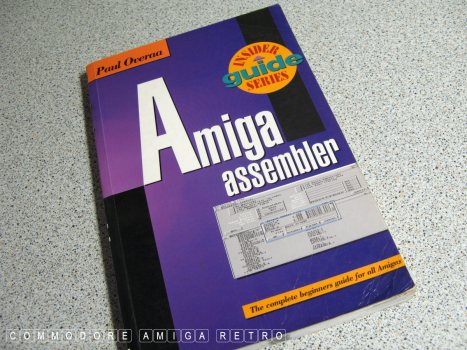 Paul Overaa
INSIDER
guide
SERIES
Amiga
assembler
The complete beginners guide for all Amigas
COMMODORE AMIGA RETRO